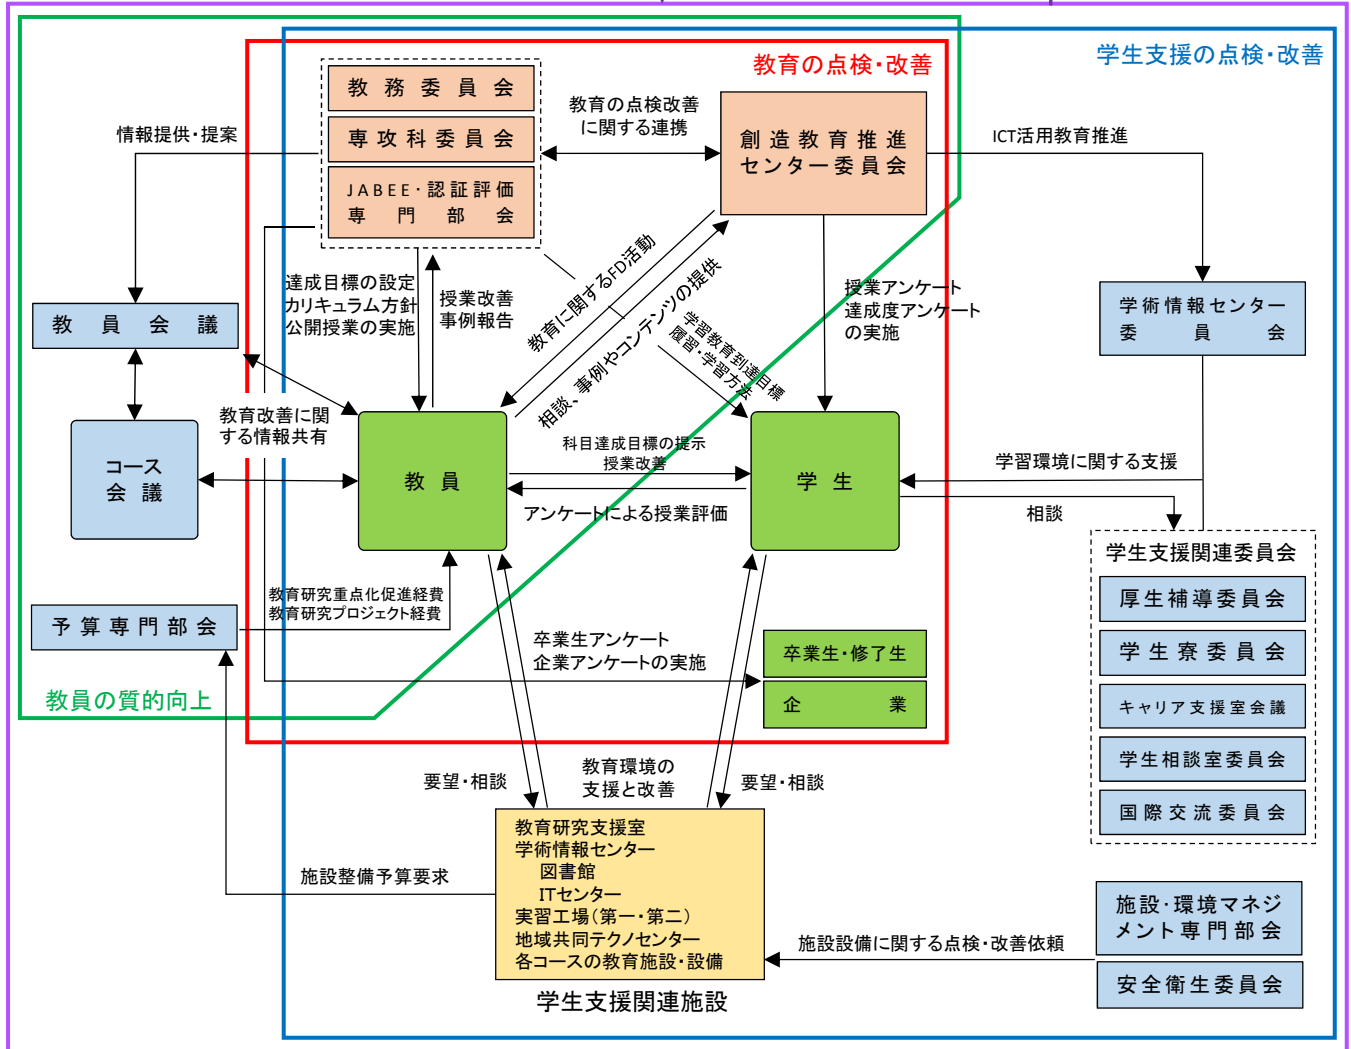 教育の点検・改善
学生支援の点検・改善
教務委員会
専攻科委員会
JABEE・認証評価
専門部会
教育の点検改善
に関する連携
創造教育推進
センター委員会
情報提供・提案
ICT活用教育推進
達成目標の設定
カリキュラム方針
公開授業の実施
授業改善
事例報告
教育に関するFD活動
相談、事例やコンテンツの提供
学習教育到達目標
履習・学習方法
授業アンケート
達成度アンケート
の実施
教員会議
学術情報センター
委員会
教育改善に関
する情報共有
コース
会議
教員
科目達成目標の提示
授業改善
アンケートによる授業評価
学生
学習環境に関する支援
相談
学生支援関連委員会
厚生補導委員会
学生寮委員会
キャリア支援室会議
学生相談室委員会
国際交流委員会
予算専門部会
教育研究重点化促進経費
教育研究プロジェクト経費
卒業生アンケート
企業アンケートの実施
卒業生・修了生
企業
教員の質的向上
要望・相談
教育環境の
支援と改善
要望・相談
教育研究支援室
学術情報センター
図書館
ITセンター
実習工場(第一・第二)
地域共同テクノセンター
各コースの教育施設・設備
学生支援関連施設
施設整備予算要求
施設設備に関する点検・改善依頼
施設・環境マネジ
メント専門部会
安全衛生委員会